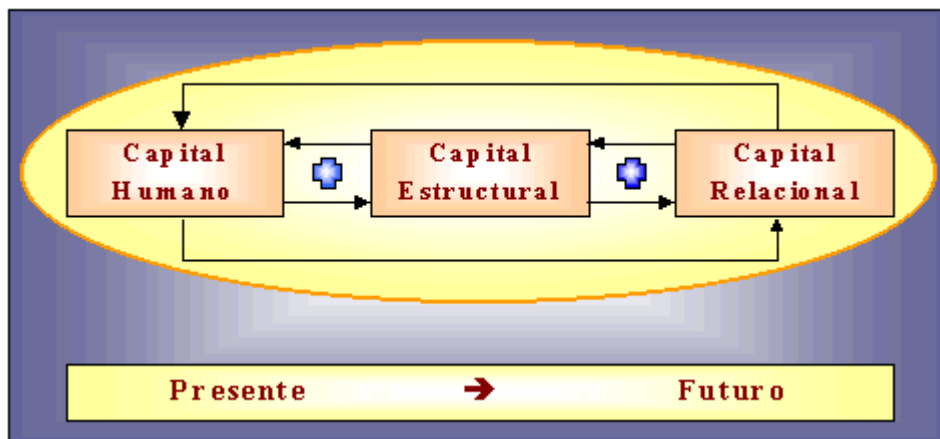 Capital
Humano
Capital
Estructural
Capital
Relacional
Presente ➔ Futuro